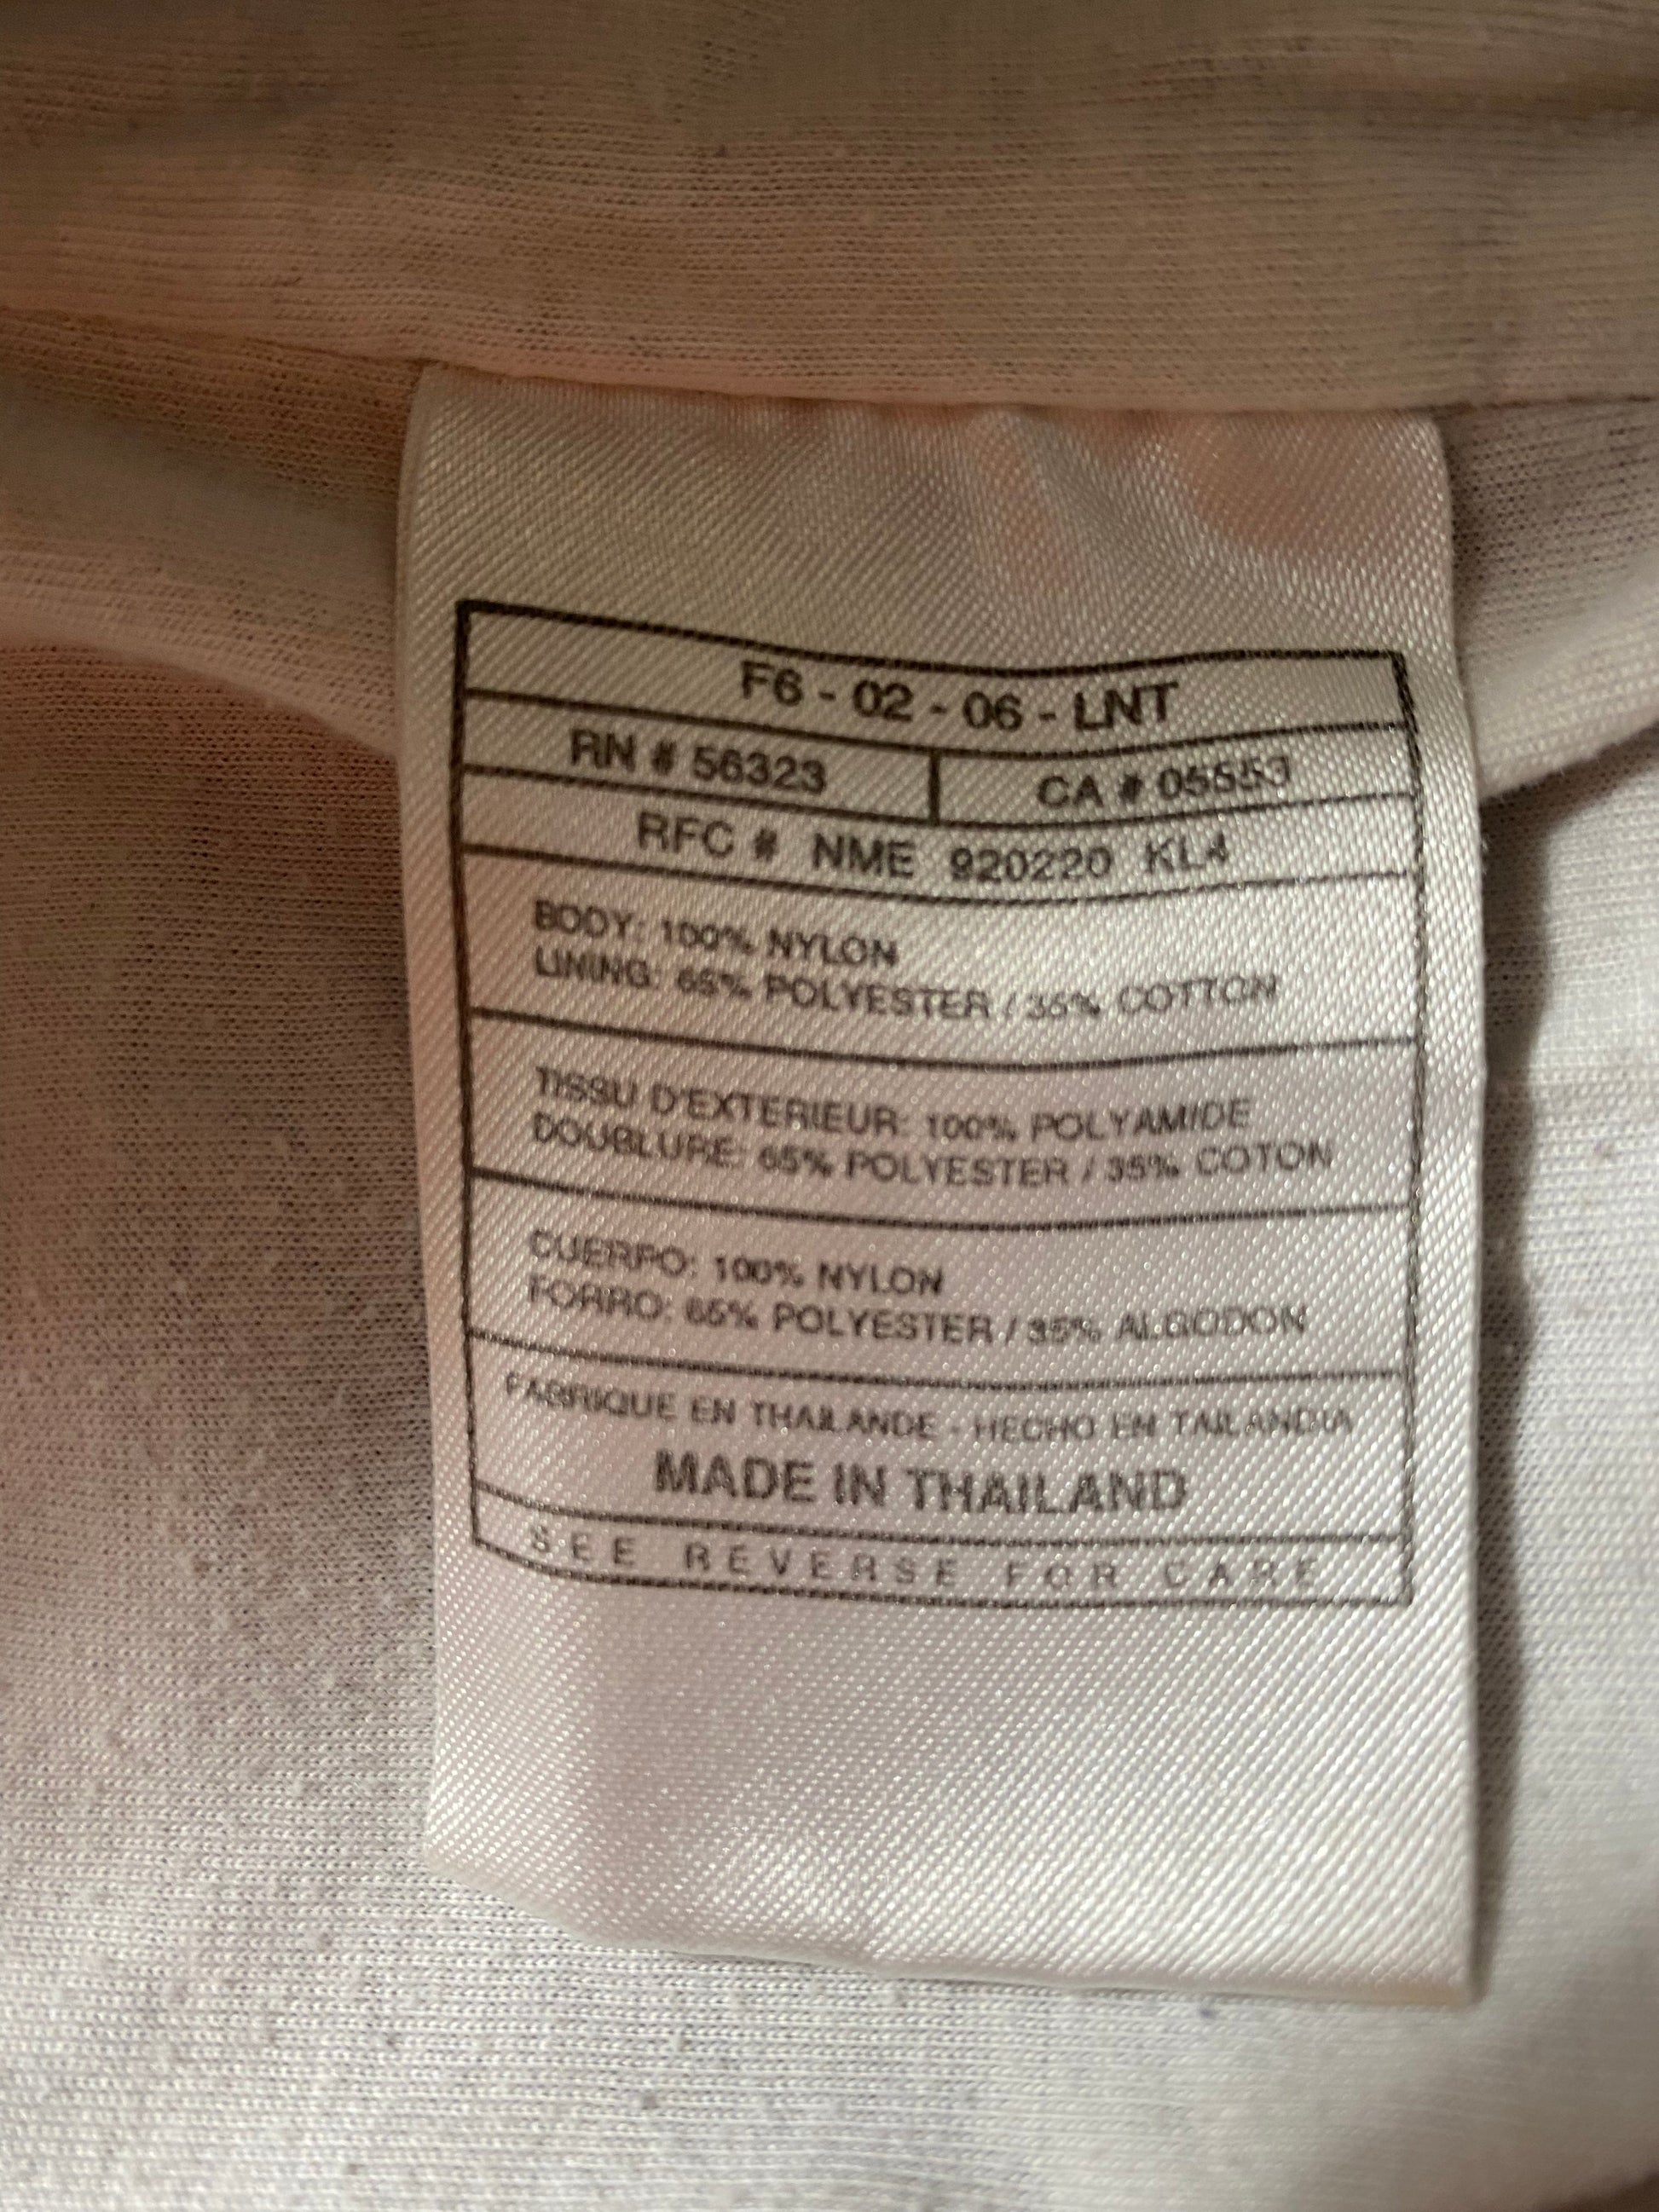 F6 - 02 - 06 - LNT
RN # 56323 CA # 05553
RFC # NME 920220 KL4
BODY: 100% NYLON
LINING: 65% POLYESTER / 35% COTTON
TISSU D'EXTERIEUR: 100% POLYAMIDE
DOUBLURE: 65% POLYESTER / 35% COTON
CUERPO: 100% NYLON
FORRO: 65% POLYESTER / 35% ALGODON
FABRIQUE EN THAILANDE - HECHO EN TAILANDIA
MADE IN THAILAND
SEE REVERSE FOR CARE